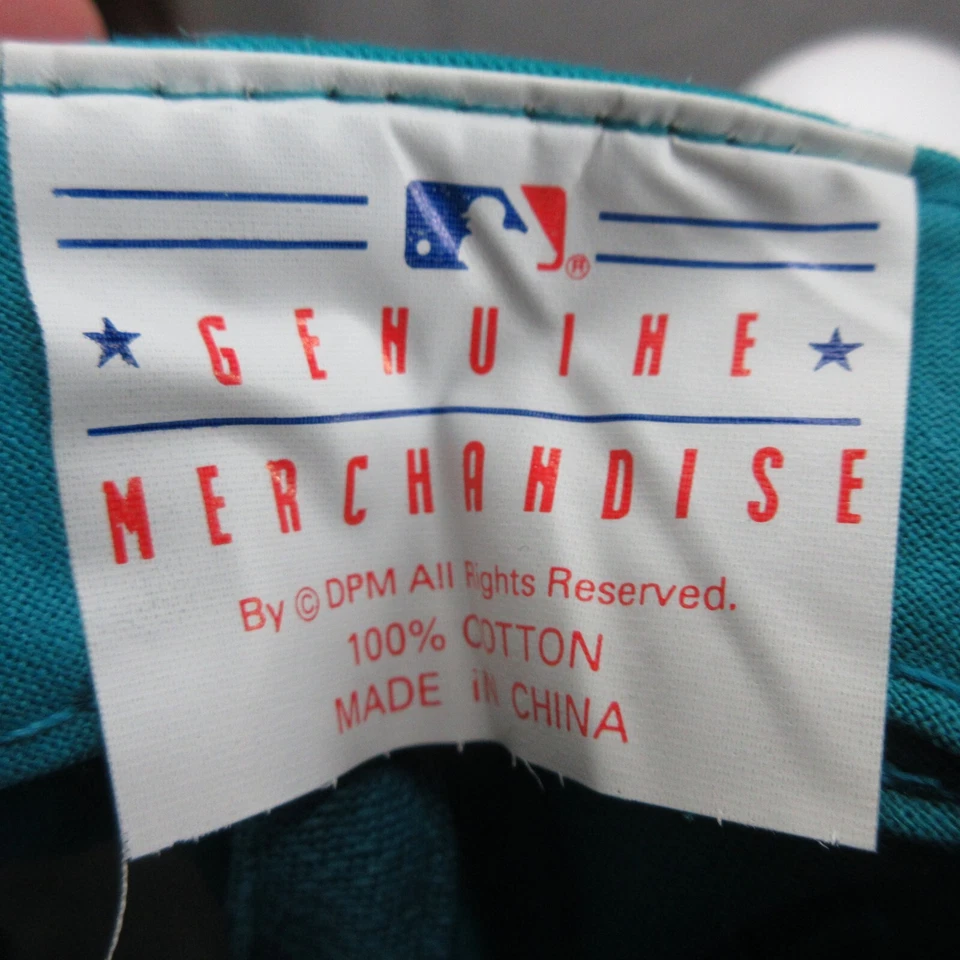 ®
GENUINE
MERCHANDISE
By © DPM All Rights Reserved.
100% COTTON
MADE IN CHINA